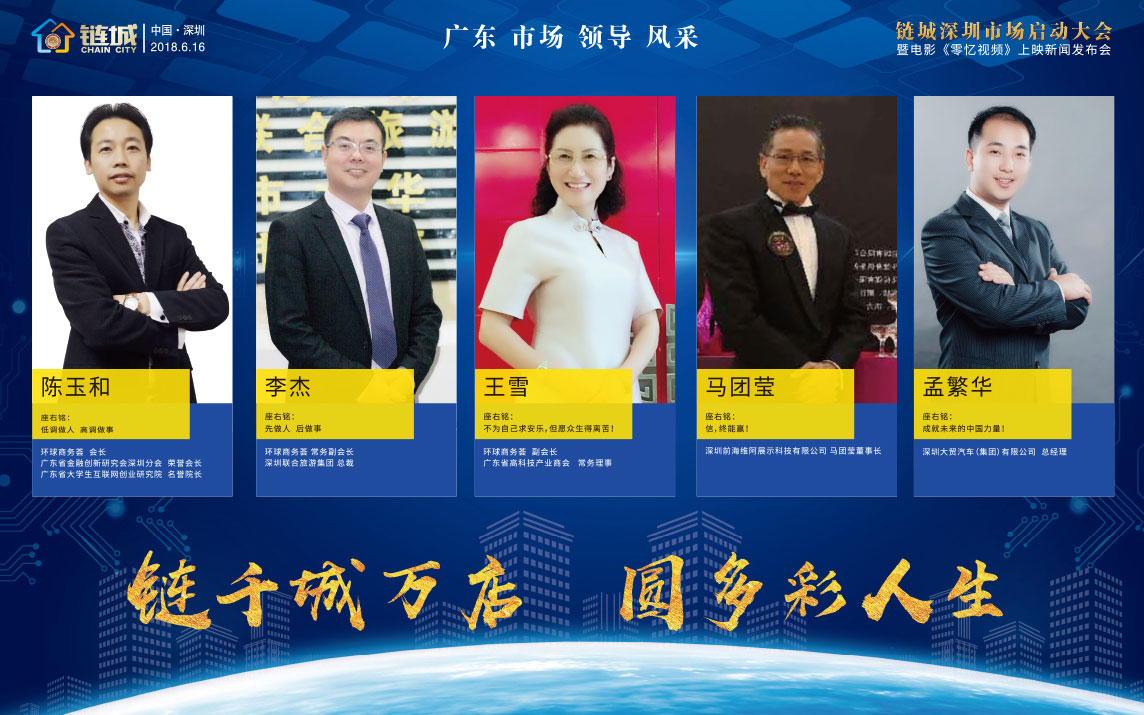 链城
CHAIN CITY
中国·深圳
2018.6.16
广东 市场 领导 风采
链城深圳市场启动大会
暨电影《零忆视频》上映新闻发布会
陈玉和
座右铭：
低调做人 高调做事
环球商务荟 会长
广东省金融创新研究会深圳分会 荣誉会长
广东省大学生互联网创业研究院 名誉院长
李杰
座右铭：
先做人 后做事
环球商务荟 常务副会长
深圳联合旅游集团 总裁
王雪
座右铭：
不为自己求安乐，但愿众生得离苦！
环球商务荟 副会长
广东省高科技产业商会 常务理事
马团莹
座右铭：
信，终能赢！
深圳前海维阿展示科技有限公司 马团莹董事长
孟繁华
座右铭：
成就未来的中国力量！
深圳大贸汽车（集团）有限公司 总经理
链千城万店 圆多彩人生